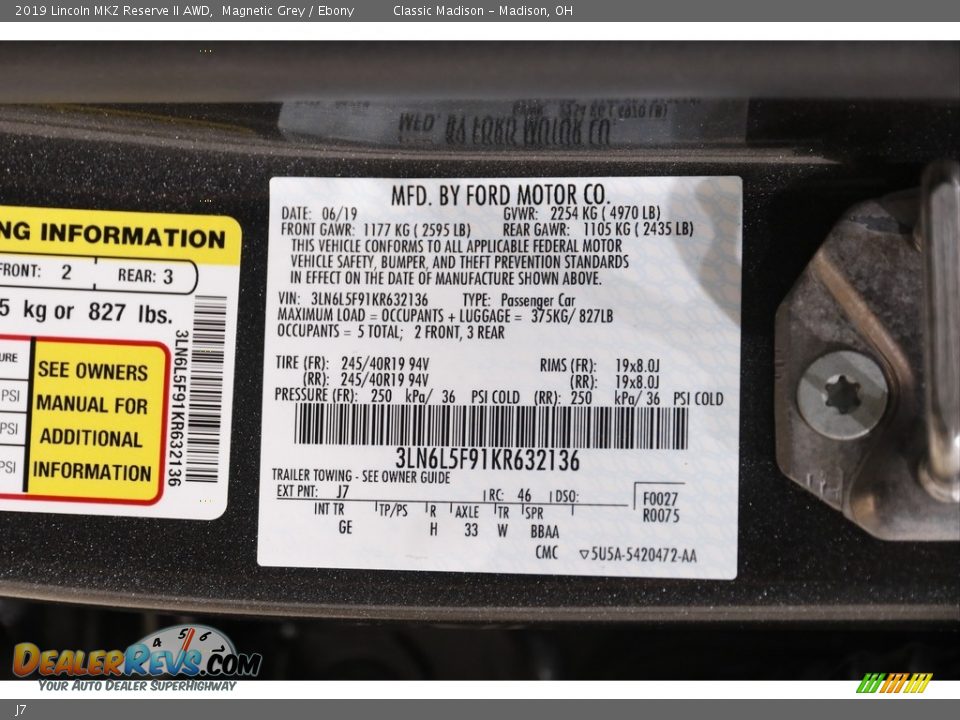 2019 Lincoln MKZ Reserve II AWD, Magnetic Grey / Ebony Classic Madison – Madison, OH
MFD. BY FORD MOTOR CO.
DATE: 06/19 GVWR: 2254 KG ( 4970 LB)
FRONT GAWR: 1177 KG ( 2595 LB) REAR GAWR: 1105 KG ( 2435 LB)
THIS VEHICLE CONFORMS TO ALL APPLICABLE FEDERAL MOTOR
VEHICLE SAFETY, BUMPER, AND THEFT PREVENTION STANDARDS
IN EFFECT ON THE DATE OF MANUFACTURE SHOWN ABOVE.
VIN: 3LN6L5F91KR632136 TYPE: Passenger Car
MAXIMUM LOAD = OCCUPANTS + LUGGAGE = 375KG/ 827LB
OCCUPANTS = 5 TOTAL; 2 FRONT, 3 REAR
TIRE (FR): 245/40R19 94V RIMS (FR): 19x8.0J
(RR): 245/40R19 94V (RR): 19x8.0J
PRESSURE (FR): 250 kPa/ 36 PSI COLD (RR): 250 kPa/ 36 PSI COLD
3LN6L5F91KR632136
TRAILER TOWING - SEE OWNER GUIDE
EXT PNT: J7 RC: 46 DSO: F0027
R0075
INT TR TP/PS R AXLE TR SPR
GE H 33 W BBAA
CMC ▽5U5A-5420472-AA
NG INFORMATION
FRONT: 2 REAR: 3
5 kg or 827 lbs.
URE
PSI
PSI
PSI
SEE OWNERS
MANUAL FOR
ADDITIONAL
INFORMATION
3LN6L5F91KR632136
4 5 6
DEALERREVS.COM
YOUR AUTO DEALER SUPERHIGHWAY
J7